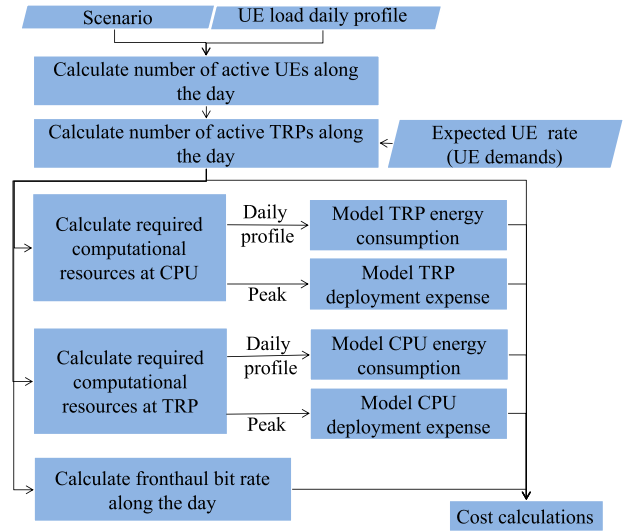 Scenario
UE load daily profile
Calculate number of active UEs along
the day
Calculate number of active TRPs along
the day
Expected UE rate
(UE demands)
Calculate required
computational
resources at CPU
Daily
profile
Model TRP energy
consumption
Peak
Model TRP
deployment expense
Calculate required
computational
resources at TRP
Daily
profile
Model CPU energy
consumption
Peak
Model CPU
deployment expense
Calculate fronthaul bit rate
along the day
Cost calculations